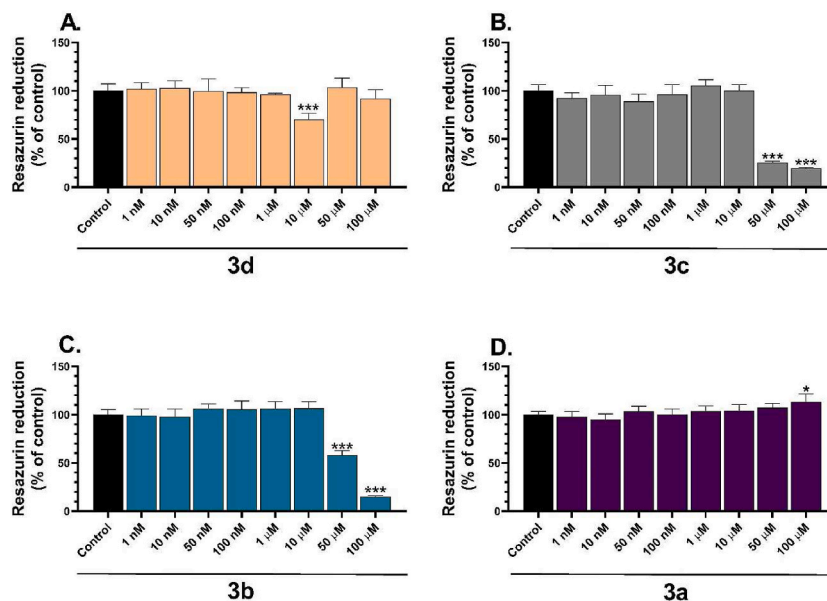 A.
Resazurin reduction
(% of control)
150
100
50
0
***
Control
1 nM
10 nM
50 nM
100 nM
1 μM
10 μM
50 μM
100 μM
3d
B.
Resazurin reduction
(% of control)
150
100
50
0
***
***
Control
1 nM
10 nM
50 nM
100 nM
1 μM
10 μM
50 μM
100 μM
3c
C.
Resazurin reduction
(% of control)
150
100
50
0
***
***
Control
1 nM
10 nM
50 nM
100 nM
1 μM
10 μM
50 μM
100 μM
3b
D.
Resazurin reduction
(% of control)
150
100
50
0
*
Control
1 nM
10 nM
50 nM
100 nM
1 μM
10 μM
50 μM
100 μM
3a